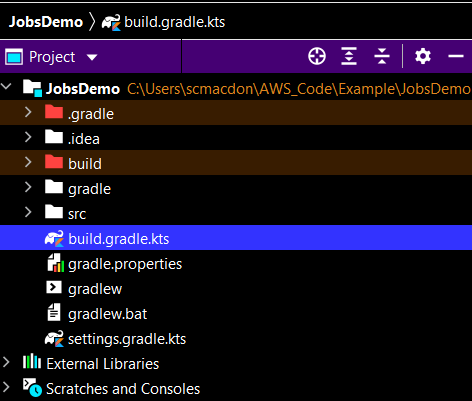 JobsDemo build.gradle.kts
Project
JobsDemo C:\Users\scmacdon\AWS_Code\Example\JobsDemo
.gradle
.idea
build
gradle
src
build.gradle.kts
gradle.properties
gradlew
gradlew.bat
settings.gradle.kts
External Libraries
Scratches and Consoles